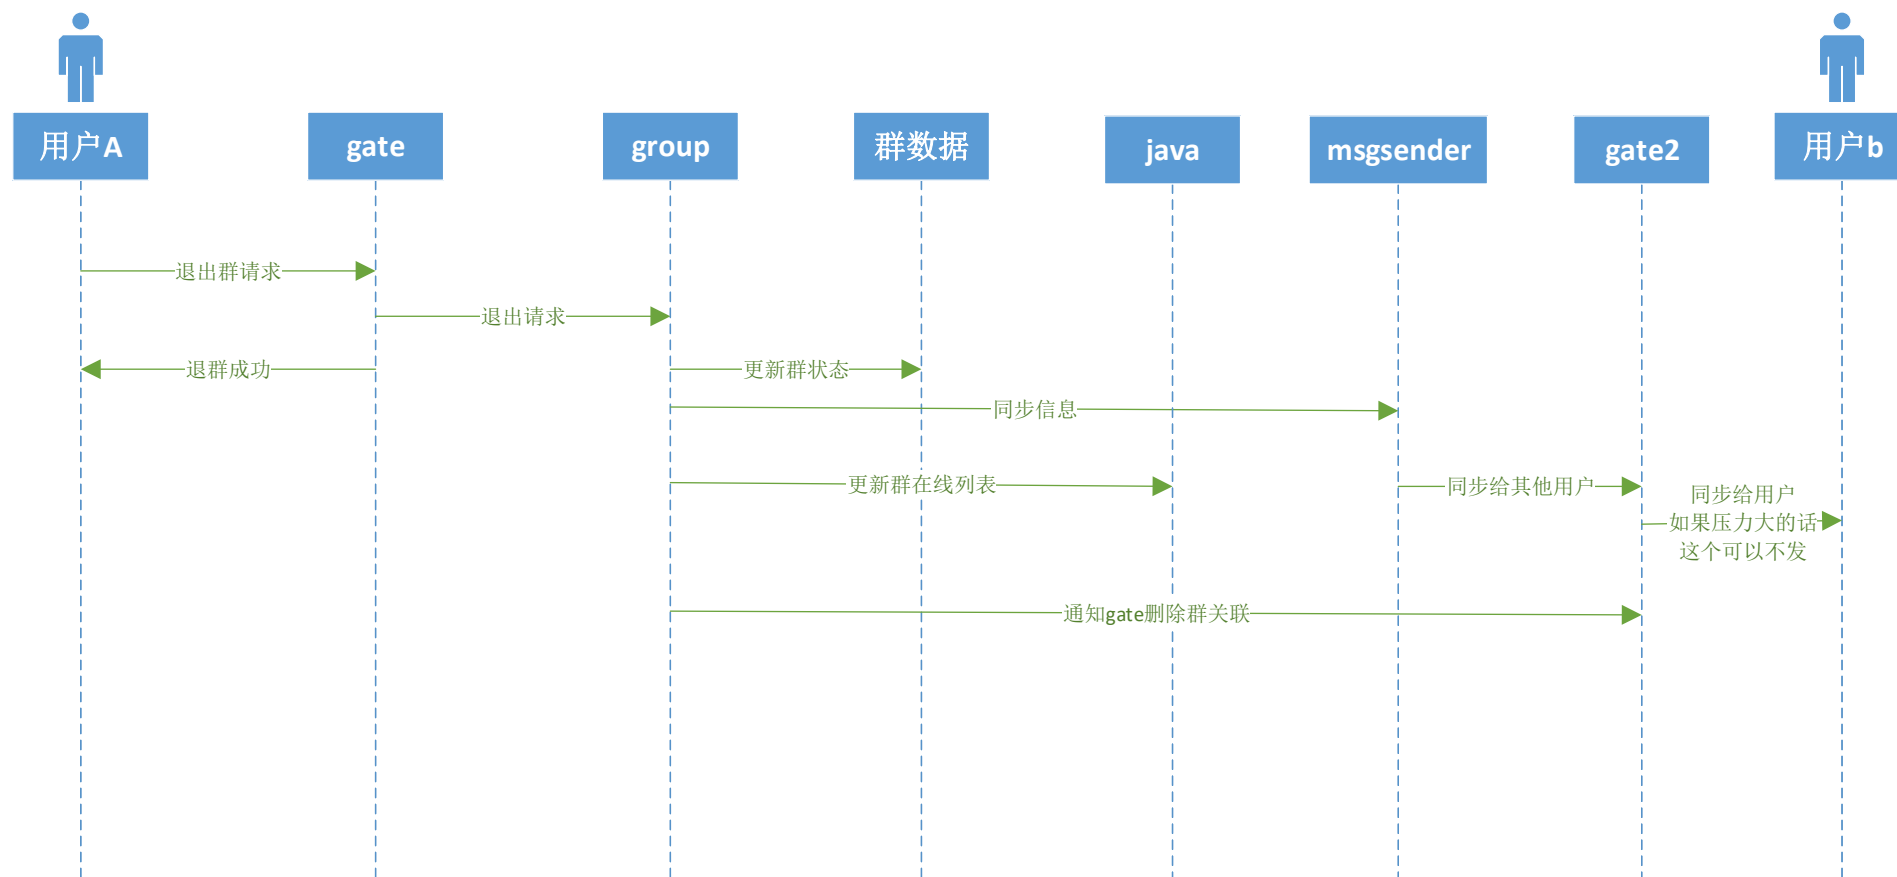 用户A
gate
group
群数据
java
msgsender
gate2
用户b
退出群请求
退出请求
退群成功
更新群状态
同步信息
更新群在线列表
同步给其他用户
同步给用户
如果压力大的话
这个可以不发
通知gate删除群关联